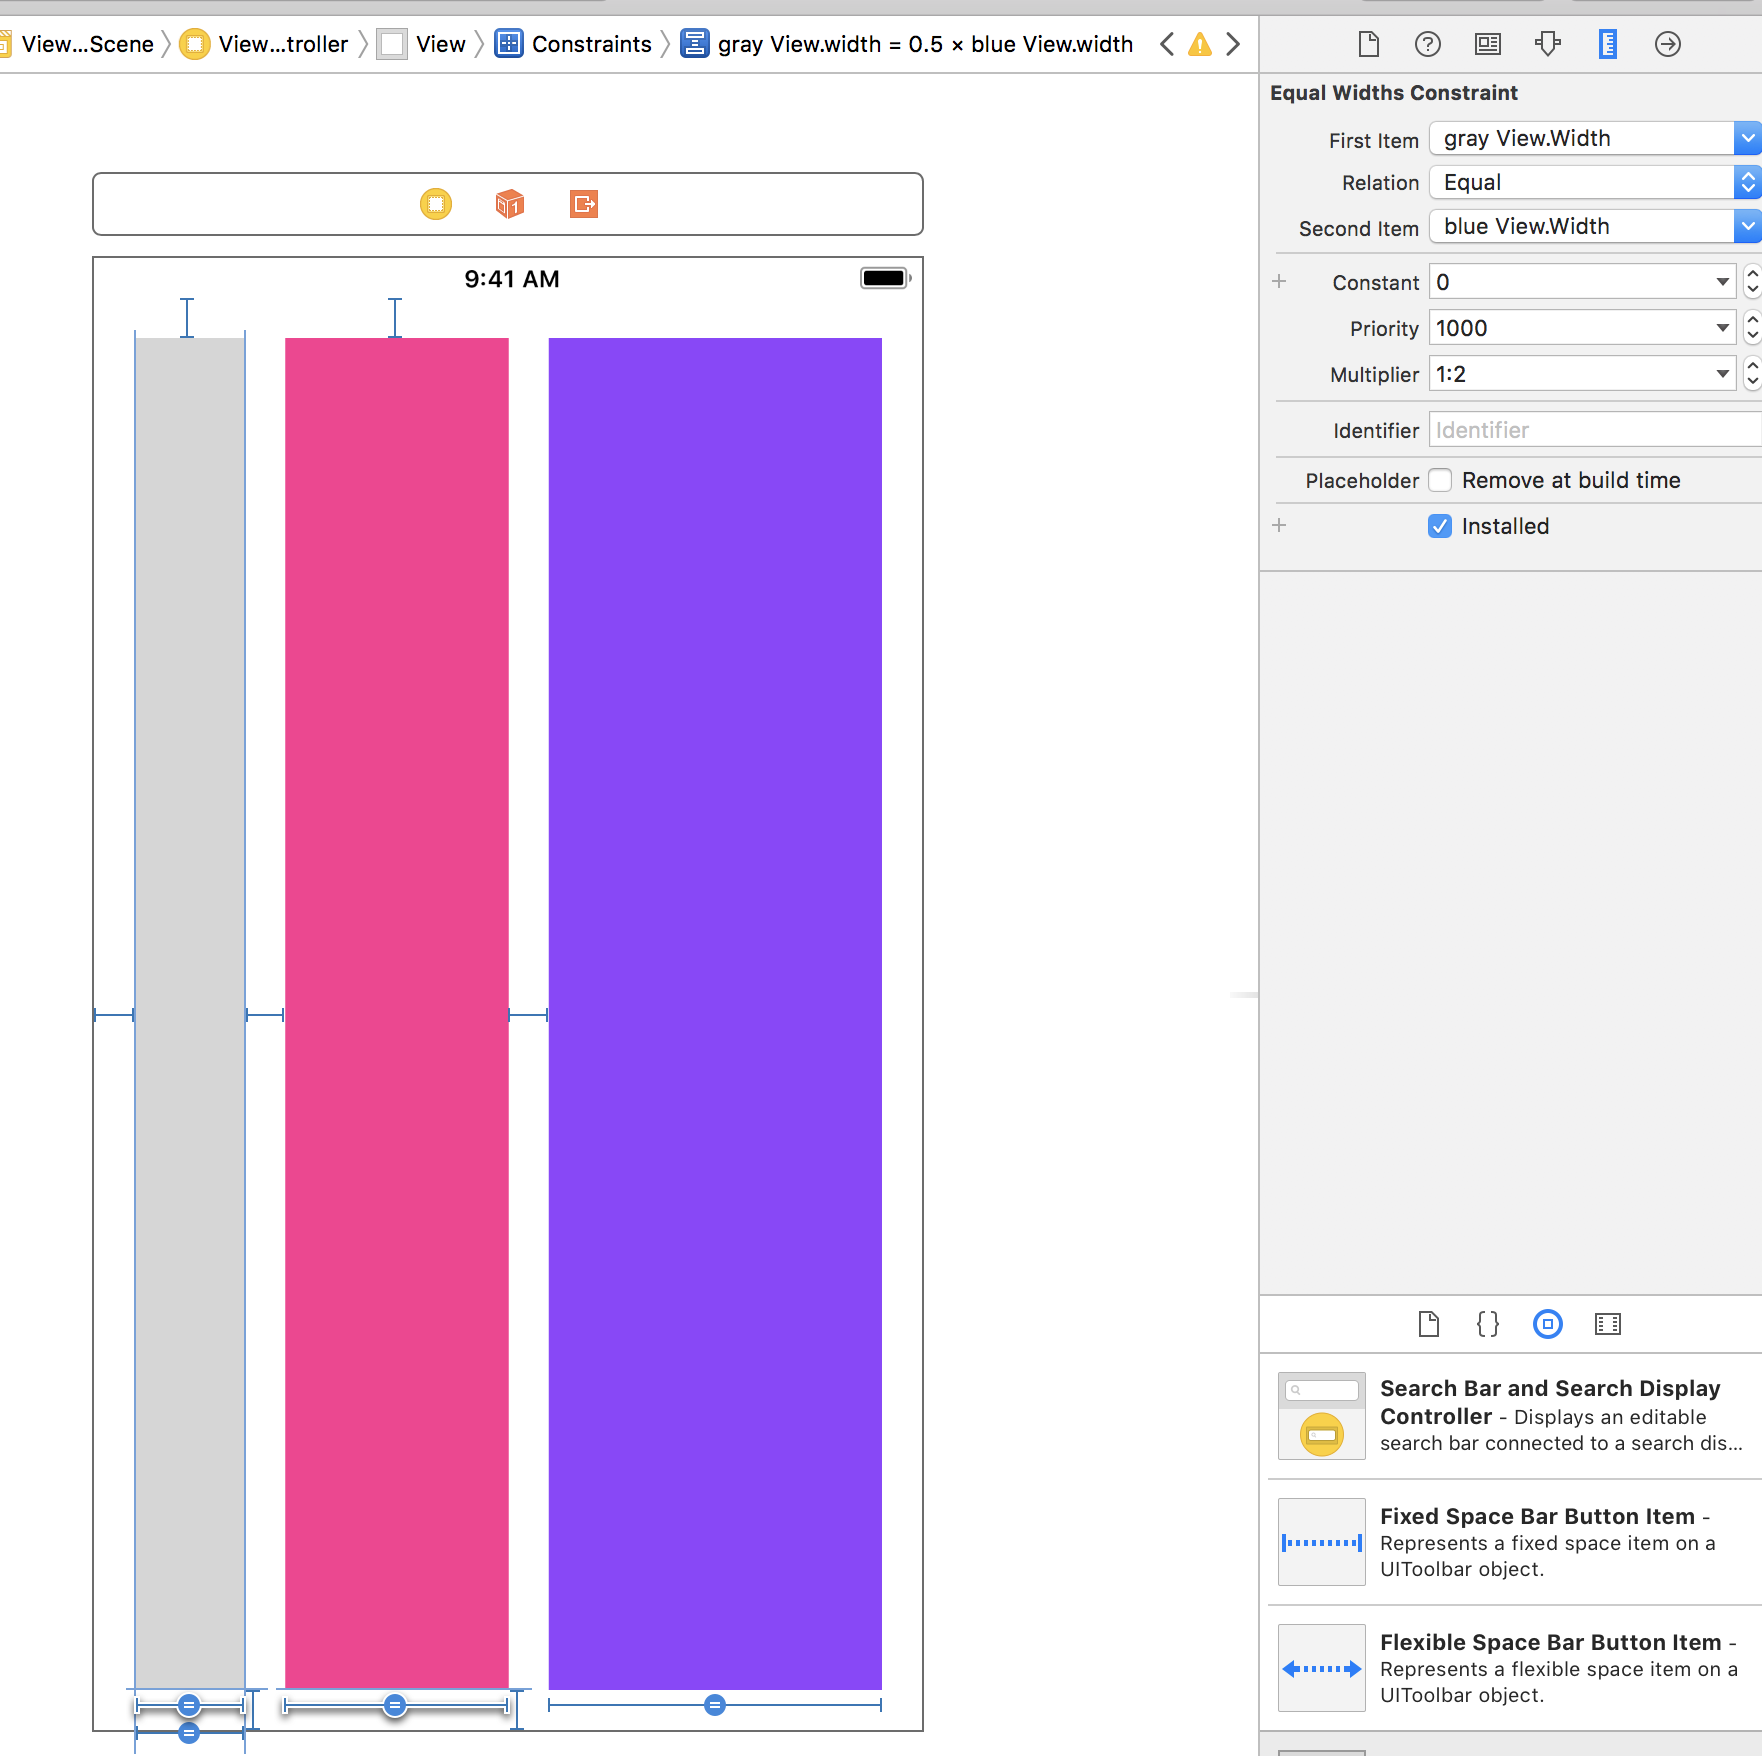 View...Scene View...troller View Constraints gray View.width = 0.5 × blue View.width
Equal Widths Constraint
First Item gray View.Width
Relation Equal
Second Item blue View.Width
Constant 0
Priority 1000
Multiplier 1:2
Identifier Identifier
Placeholder Remove at build time
Installed
1
9:41 AM
Search Bar and Search Display
Controller - Displays an editable
search bar connected to a search dis...
Fixed Space Bar Button Item -
Represents a fixed space item on a
UIToolbar object.
Flexible Space Bar Button Item -
Represents a flexible space item on a
UIToolbar object.